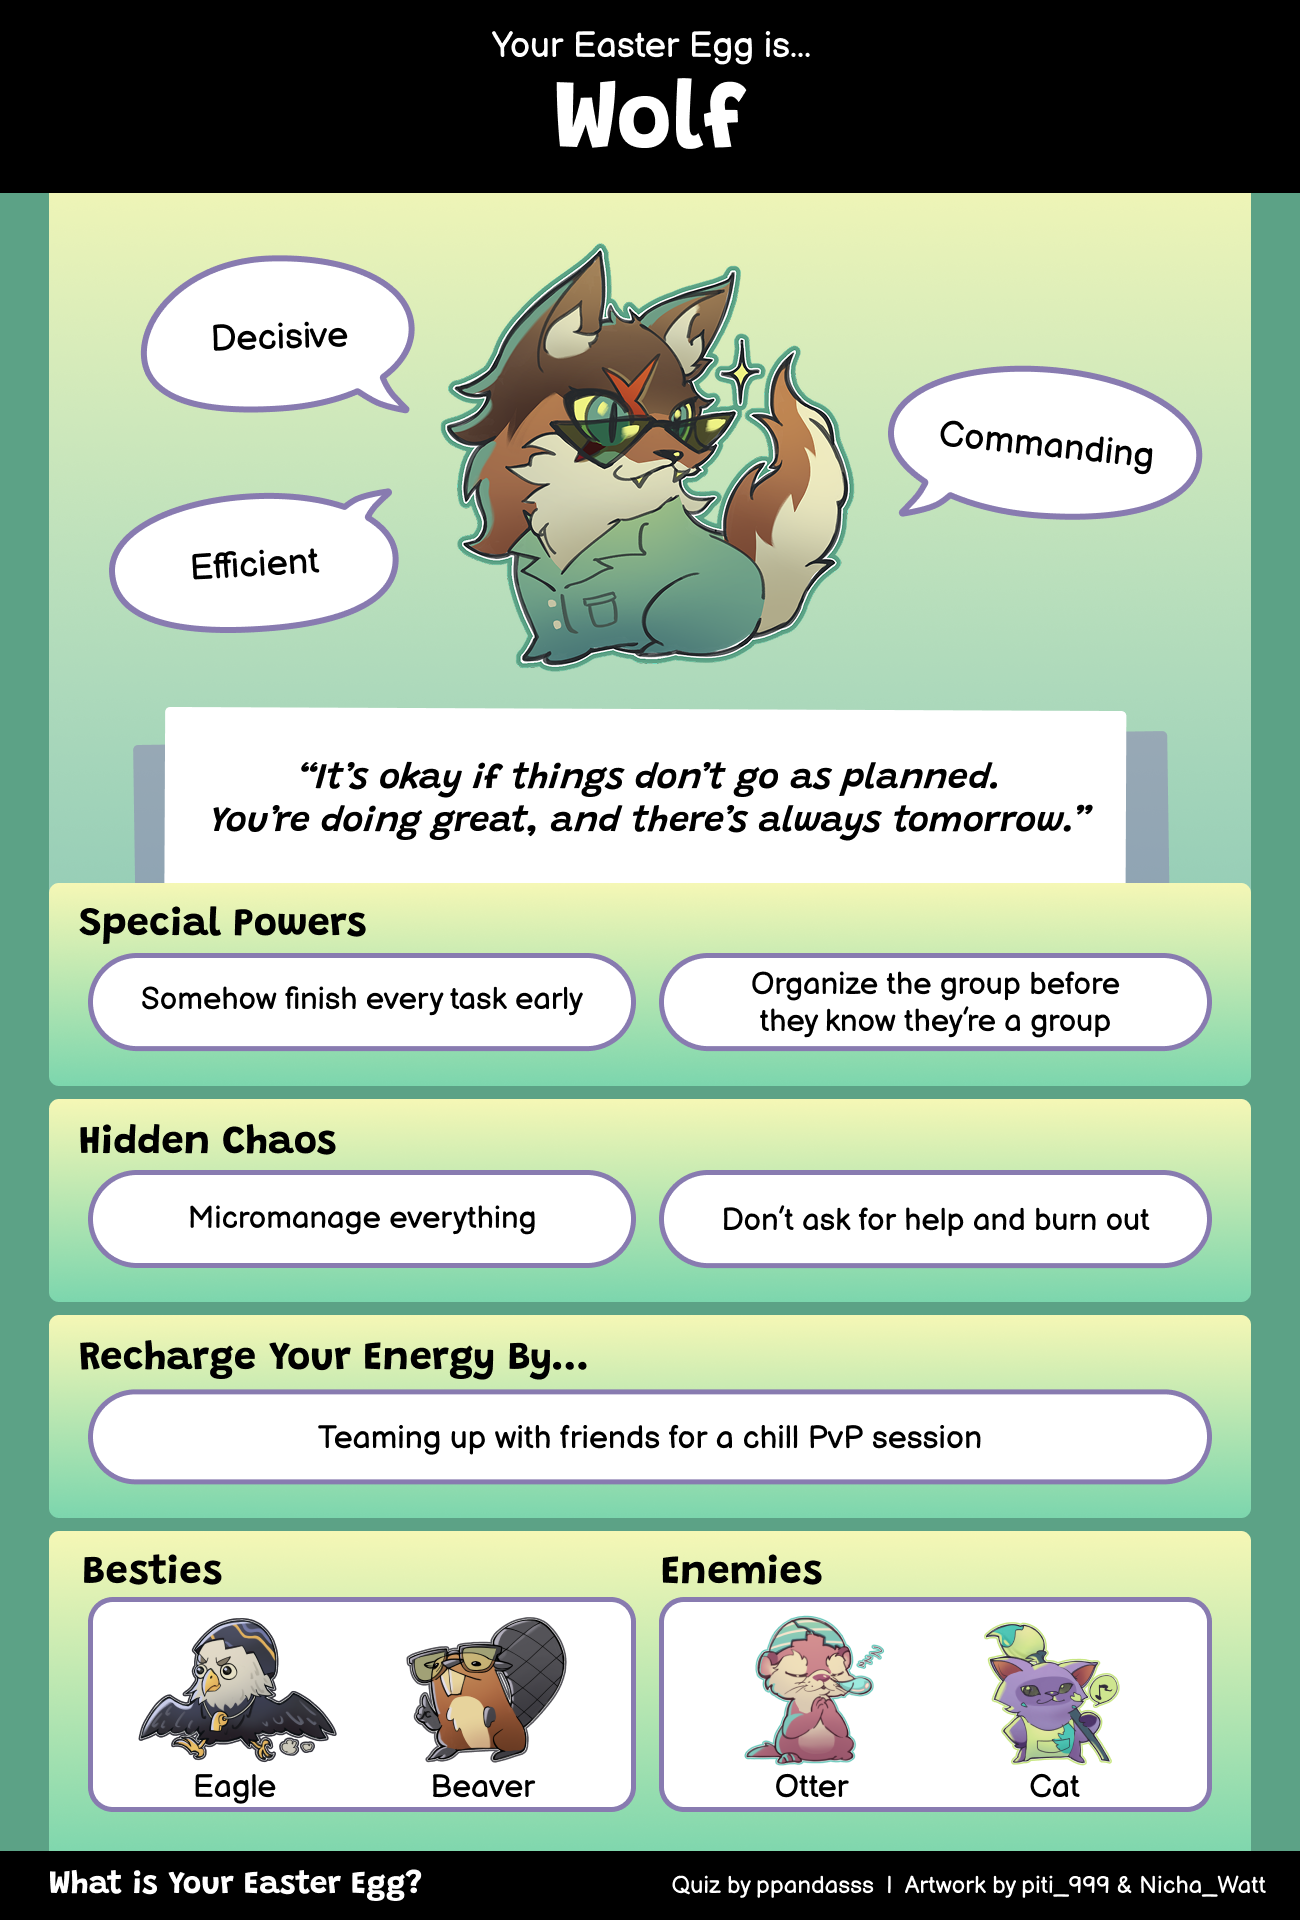 Your Easter Egg is...
Wolf
Decisive
Commanding
Efficient
“It’s okay if things don’t go as planned.
You’re doing great, and there’s always tomorrow.”
Special Powers
Somehow finish every task early
Organize the group before
they know they’re a group
Hidden Chaos
Micromanage everything
Don’t ask for help and burn out
Recharge Your Energy By...
Teaming up with friends for a chill PvP session
Besties
Enemies
Eagle
Beaver
Otter
Cat
What is Your Easter Egg?
Quiz by ppandasss | Artwork by piti_999 & Nicha_Watt